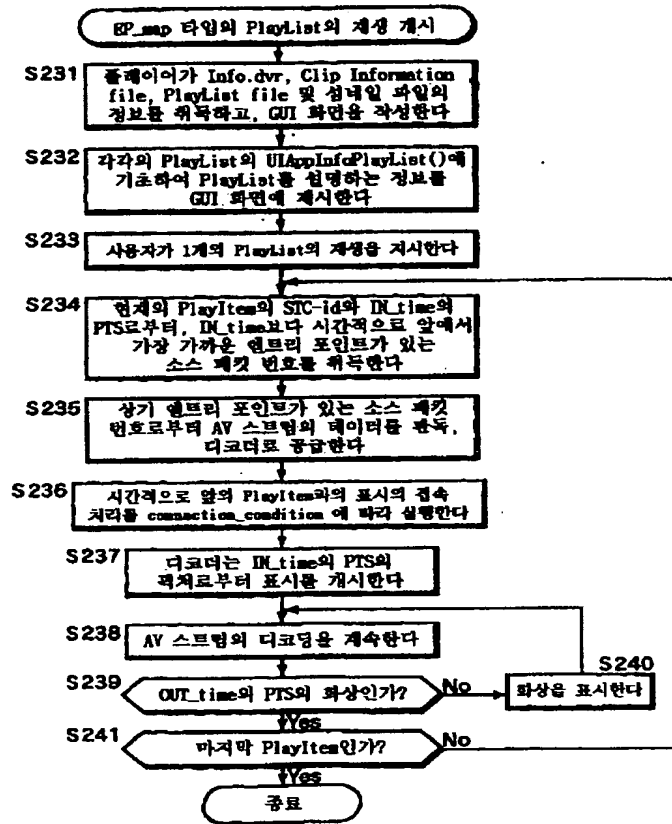 EP_map 타입의 PlayList의 재생 개시
S231
플레이어가 Info.dvr, Clip Information
file, PlayList file 및 섬네일 파일의
정보를 취득하고, GUI 화면을 작성한다
S232
각각의 PlayList의 UIAppInfoPlayList()에
기초하여 PlayList를 설명하는 정보를
GUI 화면에 제시한다
S233
사용자가 1개의 PlayList의 재생을 지시한다
S234
현재의 PlayItem의 STC-id와 IN_time의
PTS로부터, IN_time보다 시간적으로 앞에서
가장 가까운 엔트리 포인트가 있는
소스 패킷 번호를 취득한다
S235
상기 엔트리 포인트가 있는 소스 패킷
번호로부터 AV 스트림의 데이터를 판독,
디코더로 공급한다
S236
시간적으로 앞의 PlayItem과의 표시의 접속
처리를 connection_condition 에 따라 실행한다
S237
디코더는 IN_time의 PTS의
픽처로부터 표시를 개시한다
S238
AV 스트림의 디코딩을 계속한다
S239
OUT_time의 PTS의 화상인가?
No
S240
화상을 표시한다
Yes
S241
마지막 PlayItem인가?
No
Yes
종료